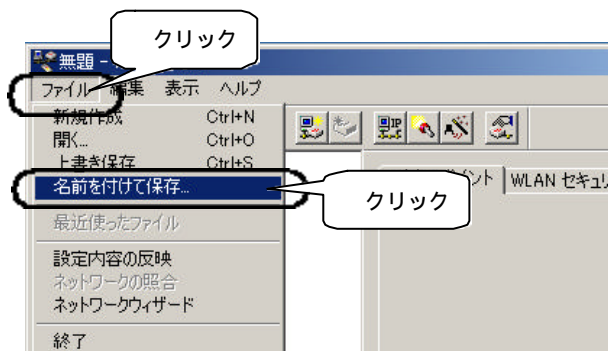 クリック
無題 -
ファイル 編集 表示 ヘルプ
新規作成 Ctrl+N
開く... Ctrl+O
上書き保存 Ctrl+S
名前を付けて保存...
クリック
イント WLAN セキュリ
最近使ったファイル
設定内容の反映
ネットワークの照合
ネットワークウィザード
終了
IP